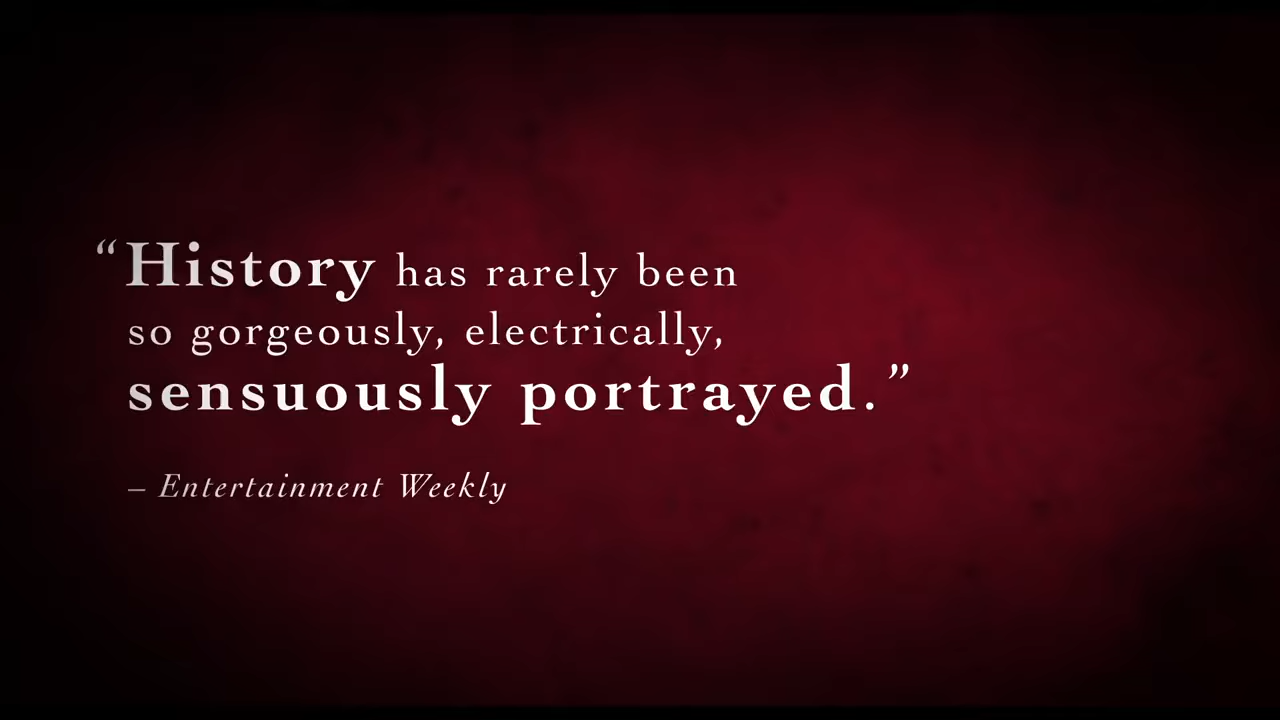 “History has rarely been
so gorgeously, electrically,
sensuously portrayed.”
– Entertainment Weekly